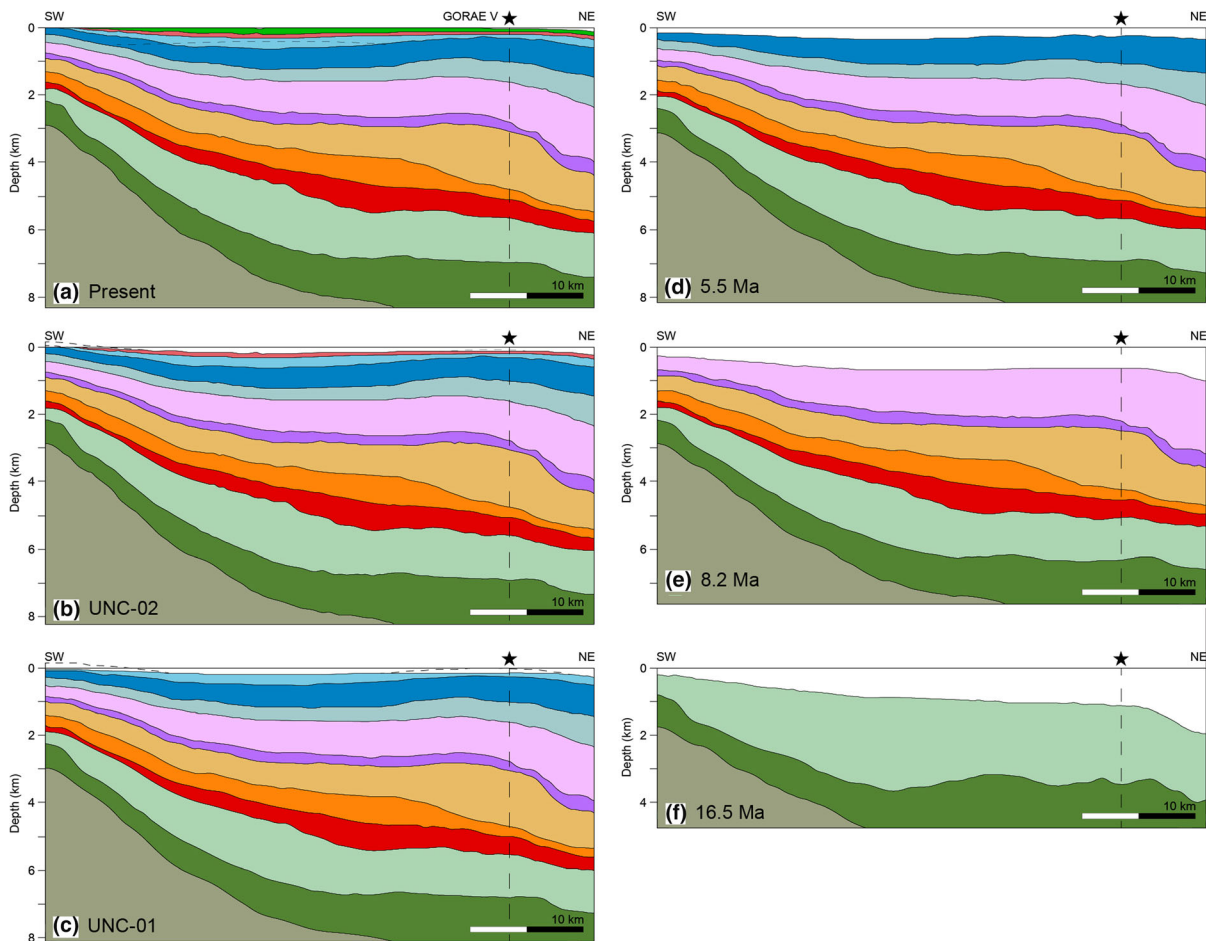 SW GORAE V ★ NE
0
2
4
6
8
Depth (km)
(a) Present
10 km
SW ★ NE
0
2
4
6
8
Depth (km)
(b) UNC-02
10 km
SW ★ NE
0
2
4
6
8
Depth (km)
(c) UNC-01
10 km
SW ★ NE
0
2
4
6
8
Depth (km)
(d) 5.5 Ma
10 km
SW ★ NE
0
2
4
6
Depth (km)
(e) 8.2 Ma
10 km
SW ★ NE
0
2
4
Depth (km)
(f) 16.5 Ma
10 km